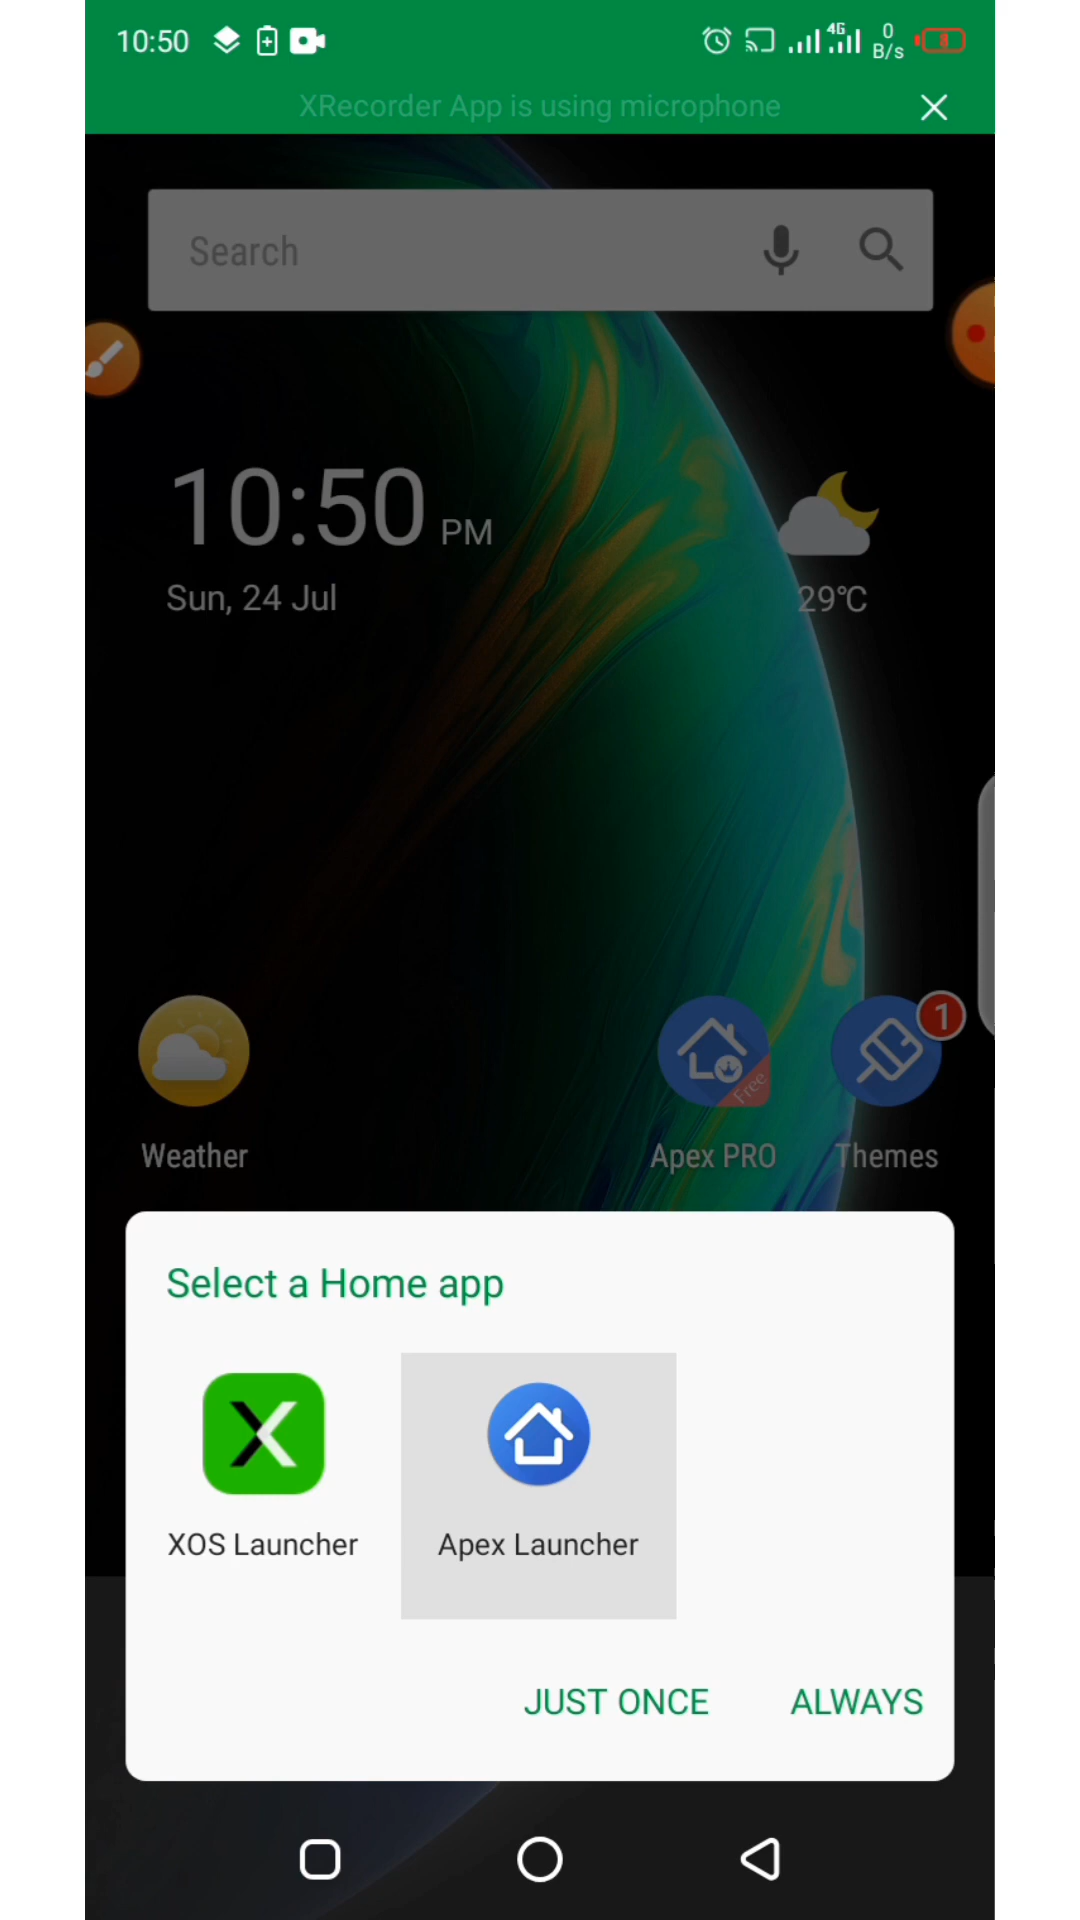 10:50
4G
0
B/s
8
XRecorder App is using microphone
Search
10:50 PM
Sun, 24 Jul
29°C
1
Free
Weather
Apex PRO
Themes
Select a Home app
XOS Launcher
Apex Launcher
JUST ONCE
ALWAYS